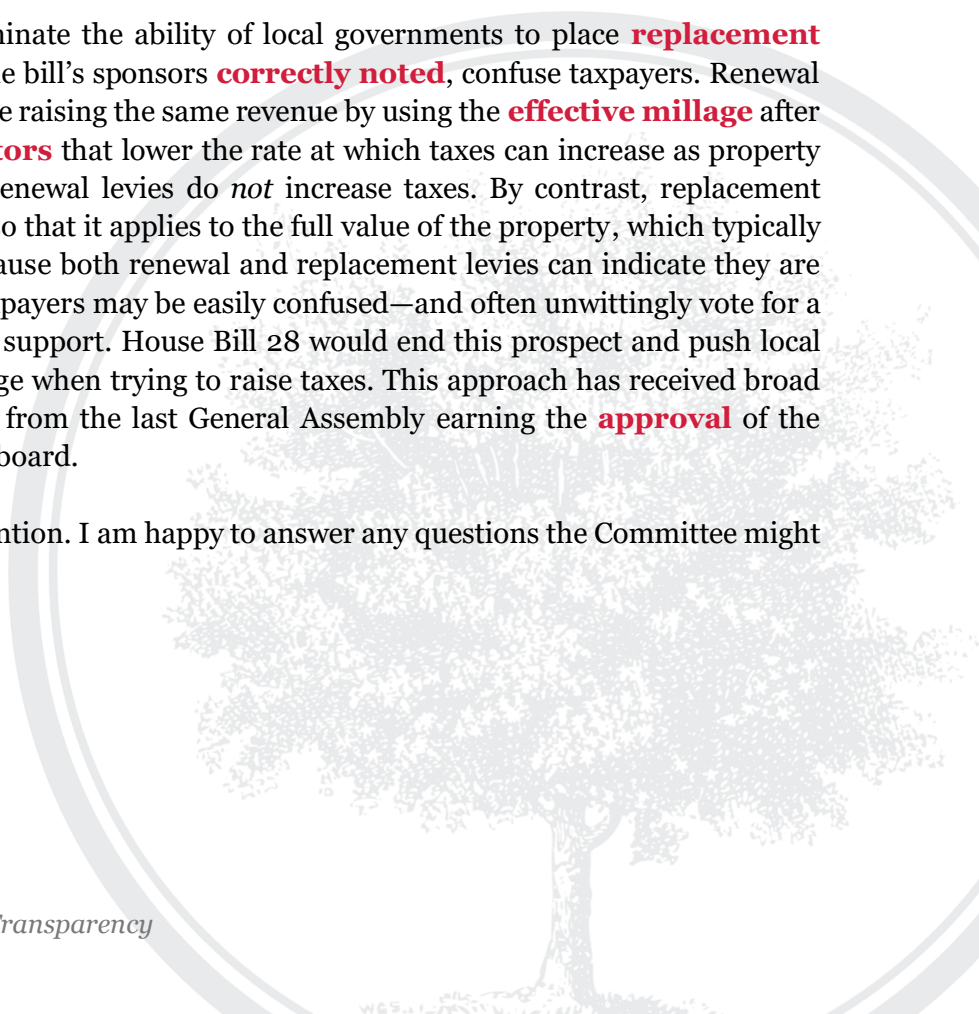 inate the ability of local governments to place replacement
e bill’s sponsors correctly noted, confuse taxpayers. Renewal
e raising the same revenue by using the effective millage after
tors that lower the rate at which taxes can increase as property
enewal levies do not increase taxes. By contrast, replacement
o that it applies to the full value of the property, which typically
ause both renewal and replacement levies can indicate they are
payers may be easily confused—and often unwittingly vote for a
support. House Bill 28 would end this prospect and push local
ge when trying to raise taxes. This approach has received broad
from the last General Assembly earning the approval of the
board.
ntion. I am happy to answer any questions the Committee might
Transparency